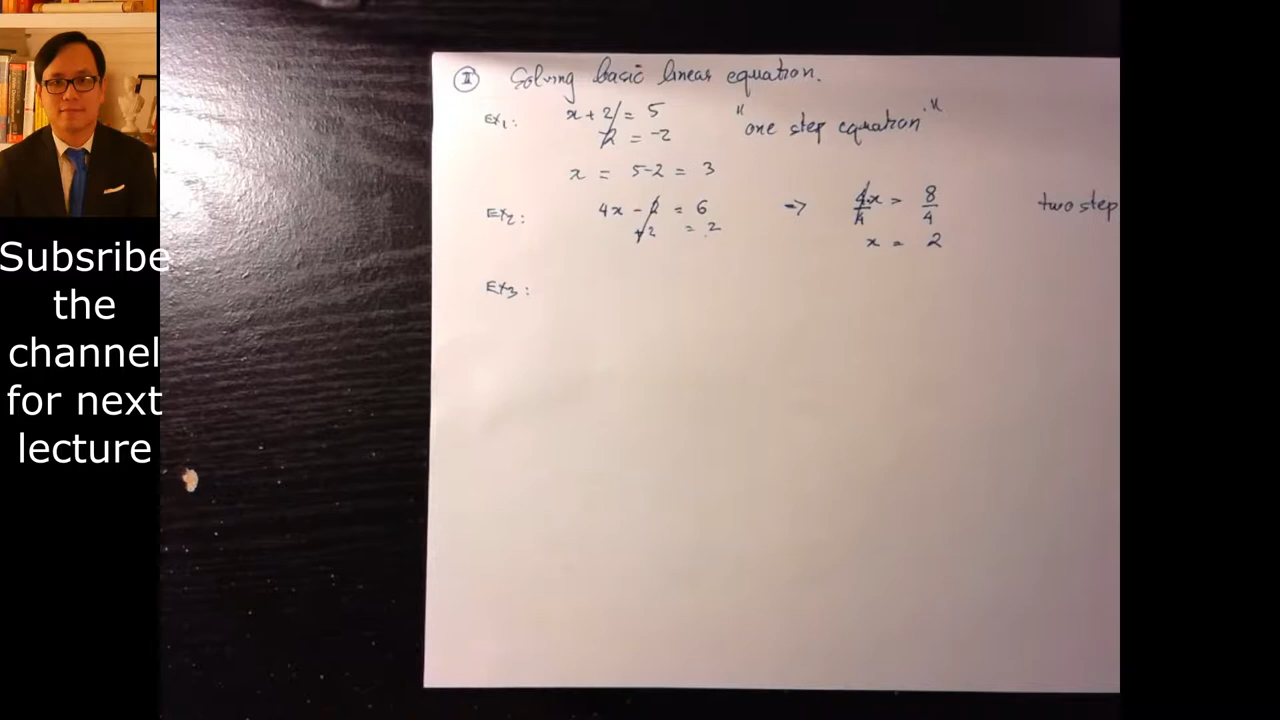 Subsribe
the
channel
for next
lecture
II Solving basic linear equation.
Ex1: x + 2 = 5 "one step equation."
-2 = -2
x = 5-2 = 3
Ex2: 4x - 2 = 6 → 4x = 8 two step
+2 = 2 4 4
x = 2
Ex3: